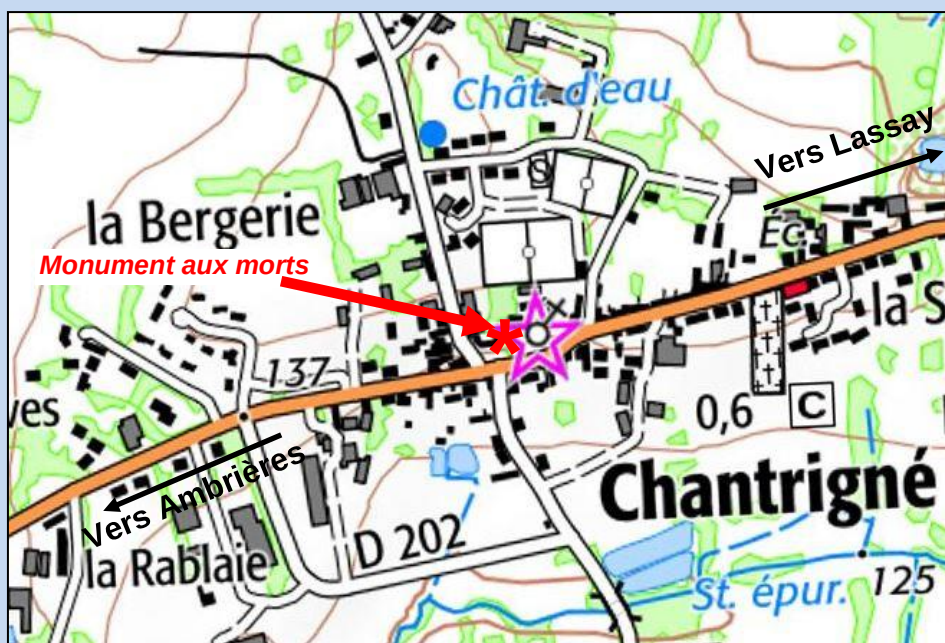 Chât. d'eau
Vers Lassay
la Bergerie
Éc.
Monument aux morts
la S
137
ves
0,6
C
Vers Ambrières
Chantrigné
D 202
la Rablaie
St. épur.
125